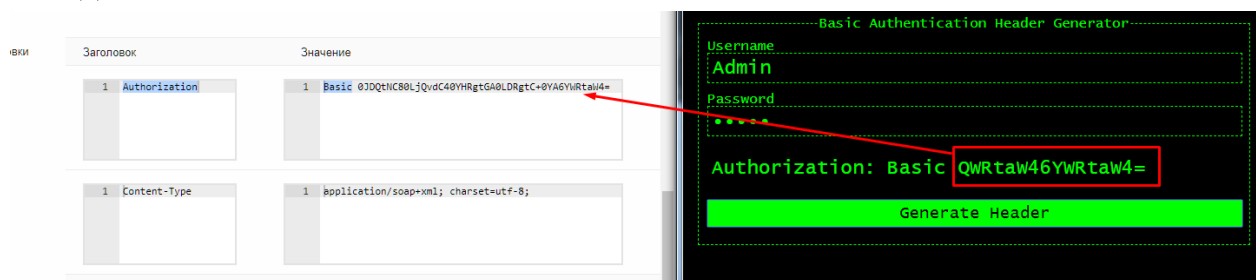 овки
Заголовок
Значение
1 Authorization
1 Basic 0JDQtNC80LjQvdC40YHRgtGA0LDRgtC+0YA6YWRtaW4=
1 Content-Type
1 application/soap+xml; charset=utf-8;
Basic Authentication Header Generator
Username
Admin
Password
•••••
Authorization: Basic QWRtaW46YWRtaW4=
Generate Header